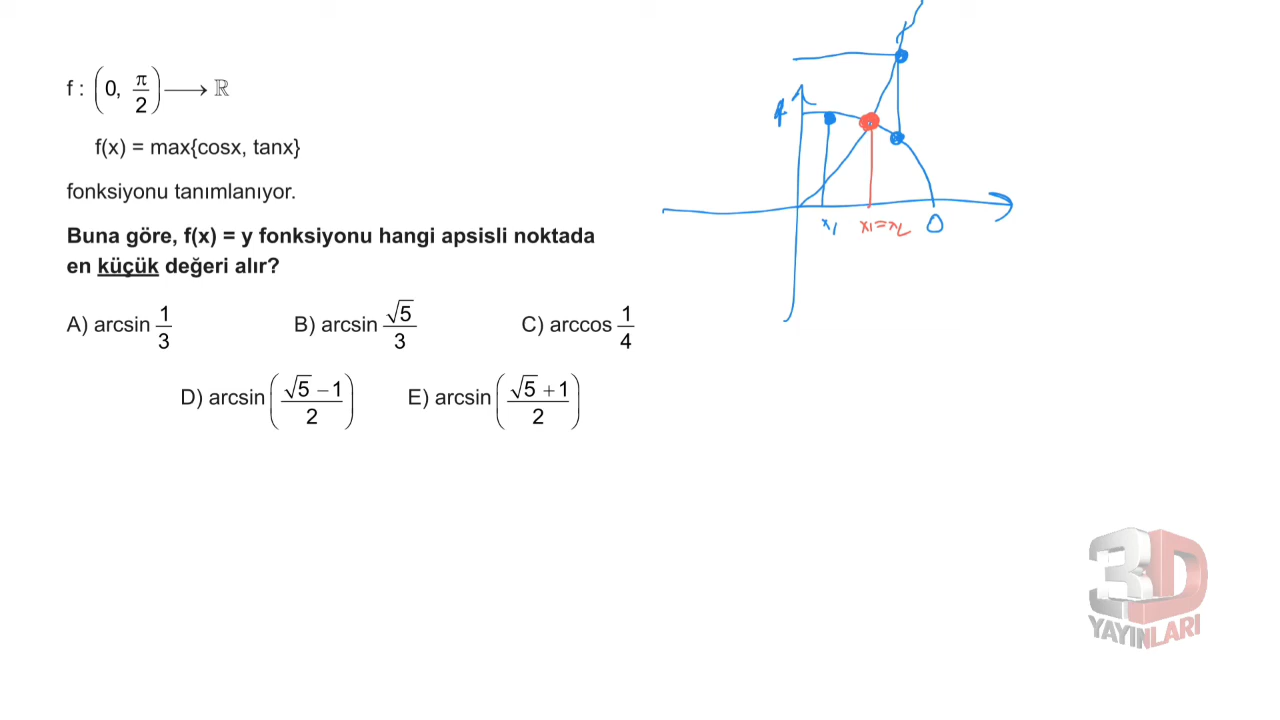 f : (0, π/2) ⟶ ℝ
f(x) = max{cosx, tanx}
fonksiyonu tanımlanıyor.
Buna göre, f(x) = y fonksiyonu hangi apsisli noktada
en küçük değeri alır?
A) arcsin 1/3 B) arcsin √5/3 C) arccos 1/4
D) arcsin((√5 − 1)/2) E) arcsin((√5 + 1)/2)
x1 x1=x2 0
3D
YAYINLARI